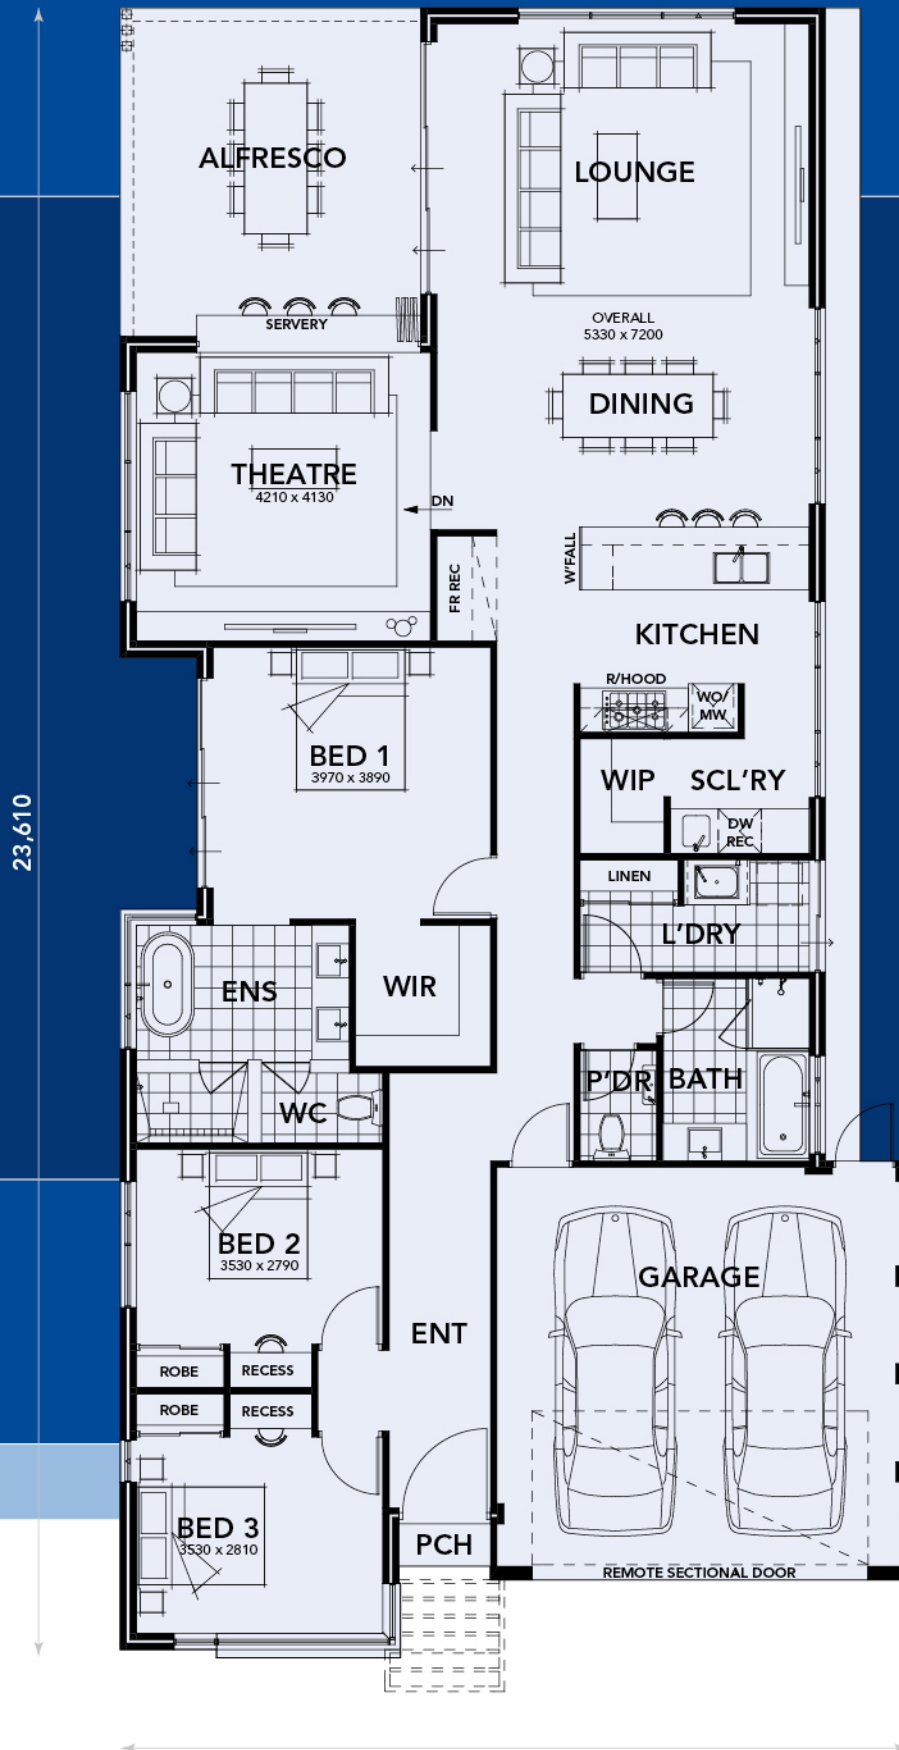 ALFRESCO
LOUNGE
SERVERY
OVERALL
5330 x 7200
DINING
THEATRE
4210 x 4130
DN
W'FALL
FR REC
KITCHEN
R/HOOD
WO/
MW
BED 1
3970 x 3890
WIP
SCL'RY
DW
REC
23,610
LINEN
L'DRY
ENS
WIR
P'DR
BATH
WC
BED 2
3530 x 2790
GARAGE
ENT
ROBE
RECESS
ROBE
RECESS
BED 3
3530 x 2810
PCH
REMOTE SECTIONAL DOOR